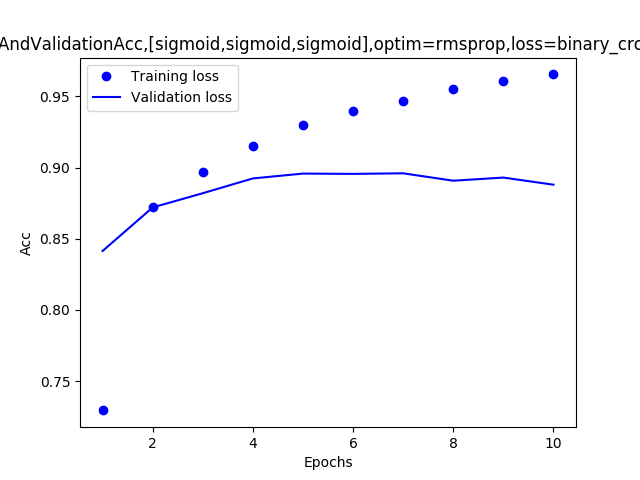 AndValidationAcc,[sigmoid,sigmoid,sigmoid],optim=rmsprop,loss=binary_cro
Training loss
Validation loss
0.95
0.90
0.85
0.80
0.75
Acc
2 4 6 8 10
Epochs